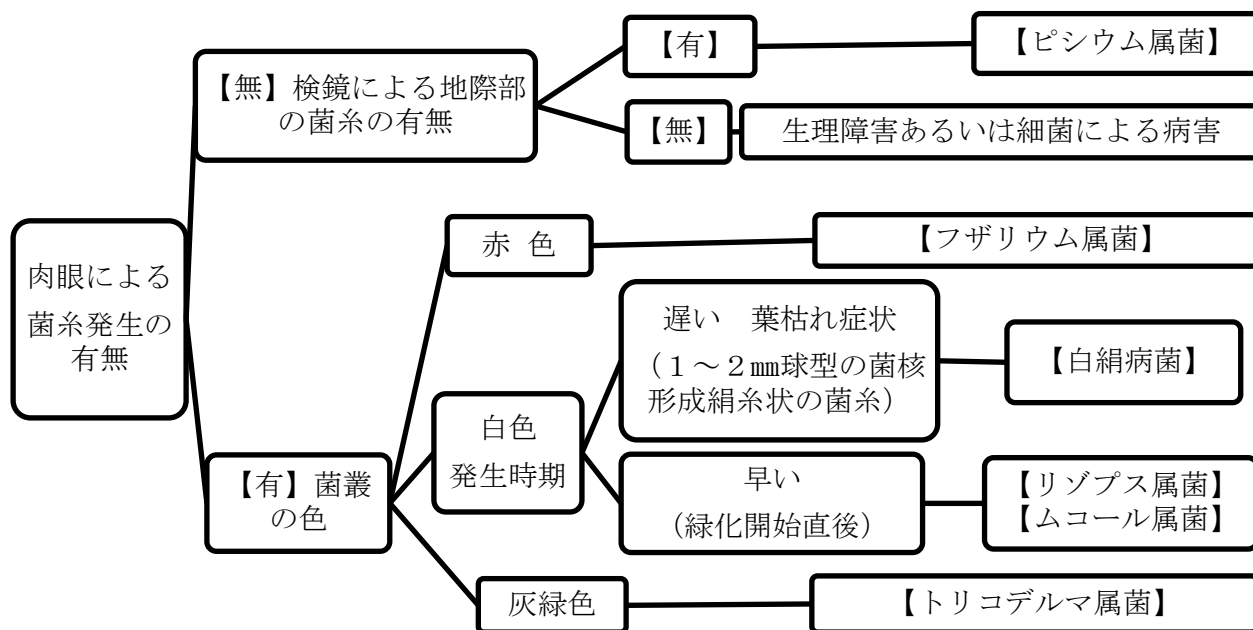 肉眼による
菌糸発生の
有無
【無】検鏡による地際部
の菌糸の有無
【有】
【ピシウム属菌】
【無】
生理障害あるいは細菌による病害
【有】菌叢
の色
赤 色
【フザリウム属菌】
白色
発生時期
遅い 葉枯れ症状
（１～２㎜球型の菌核
形成絹糸状の菌糸）
【白絹病菌】
早い
（緑化開始直後）
【リゾプス属菌】
【ムコール属菌】
灰緑色
【トリコデルマ属菌】